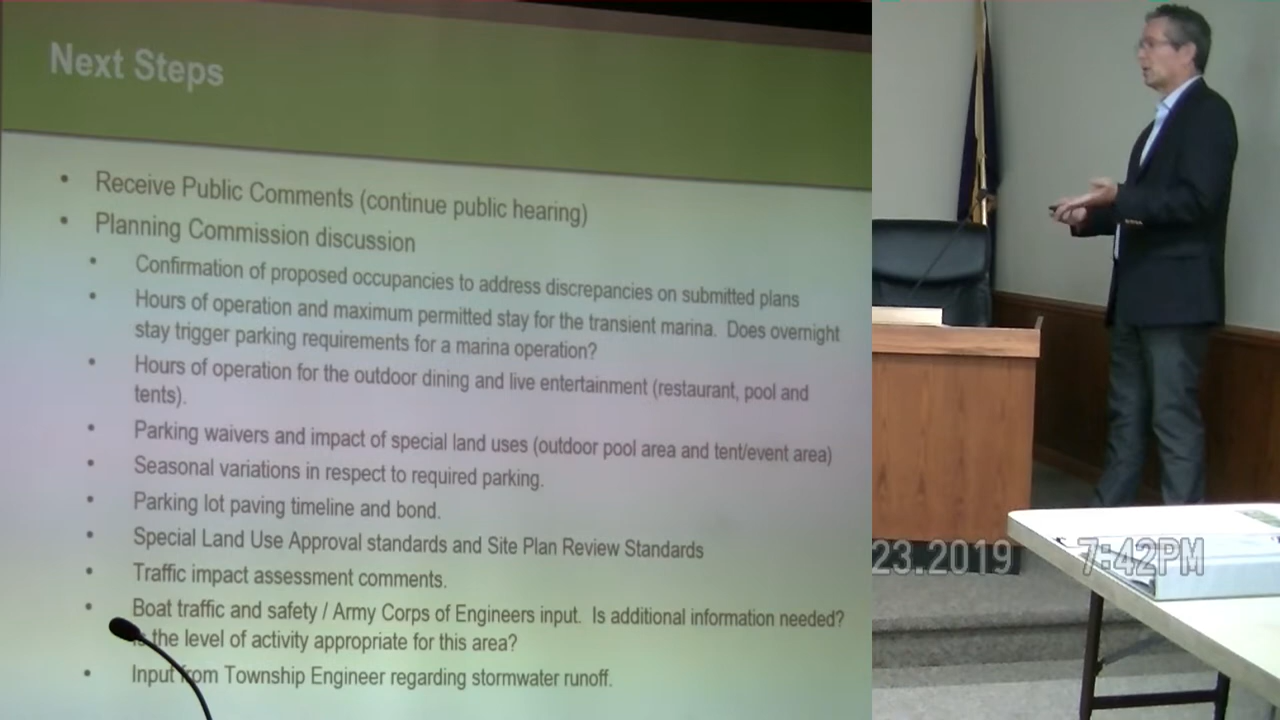 Next Steps
• Receive Public Comments (continue public hearing)
• Planning Commission discussion
• Confirmation of proposed occupancies to address discrepancies on submitted plans
• Hours of operation and maximum permitted stay for the transient marina. Does overnight
stay trigger parking requirements for a marina operation?
• Hours of operation for the outdoor dining and live entertainment (restaurant, pool and
tents).
• Parking waivers and impact of special land uses (outdoor pool area and tent/event area)
• Seasonal variations in respect to required parking.
• Parking lot paving timeline and bond.
• Special Land Use Approval standards and Site Plan Review Standards
• Traffic impact assessment comments.
• Boat traffic and safety / Army Corps of Engineers input. Is additional information needed?
Is the level of activity appropriate for this area?
• Input from Township Engineer regarding stormwater runoff.
23.2019 7:42PM